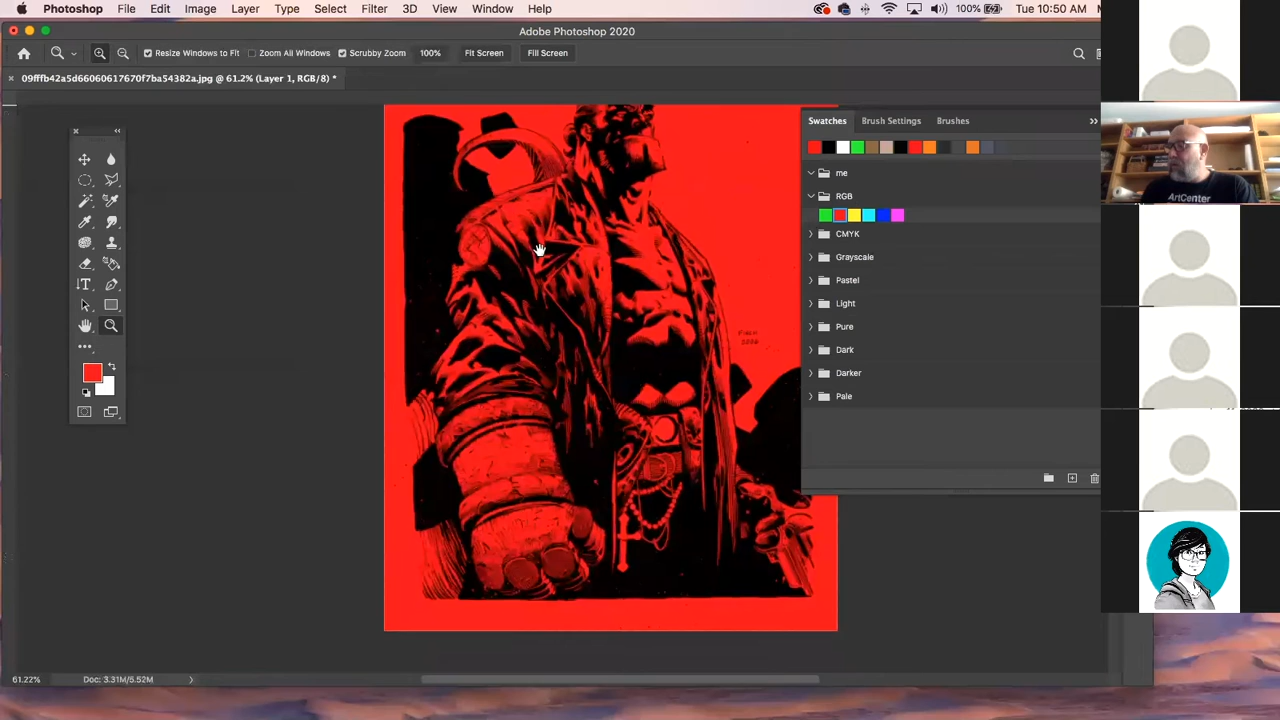 Photoshop File Edit Image Layer Type Select Filter 3D View Window Help 100% Tue 10:50 AM
Adobe Photoshop 2020
Resize Windows to Fit Zoom All Windows Scrubby Zoom 100% Fit Screen Fill Screen
× 09fffb42a5d66060617670f7ba54382a.jpg @ 61.2% (Layer 1, RGB/8) *
Swatches Brush Settings Brushes
me
RGB
CMYK
Grayscale
Pastel
Light
Pure
Dark
Darker
Pale
ArtCenter
61.22% Doc: 3.31M/5.52M